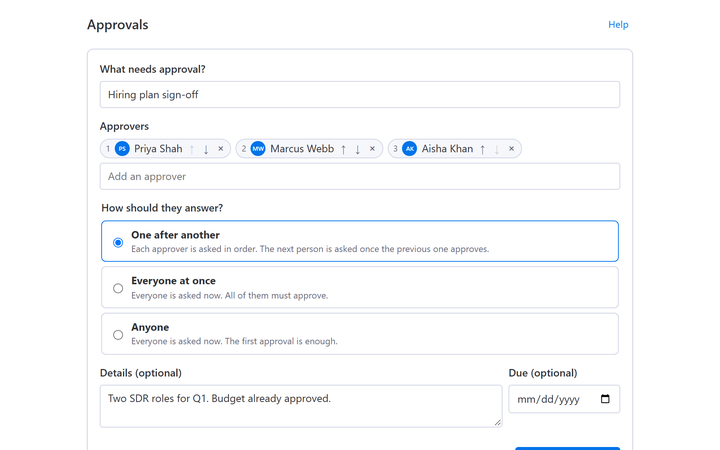 Approvals
Help
What needs approval?
Hiring plan sign-off
Approvers
1 PS Priya Shah ↑ ↓ × 2 MW Marcus Webb ↑ ↓ × 3 AK Aisha Khan ↑ ↓ ×
Add an approver
How should they answer?
One after another
Each approver is asked in order. The next person is asked once the previous one approves.
Everyone at once
Everyone is asked now. All of them must approve.
Anyone
Everyone is asked now. The first approval is enough.
Details (optional)
Two SDR roles for Q1. Budget already approved.
Due (optional)
mm/dd/yyyy